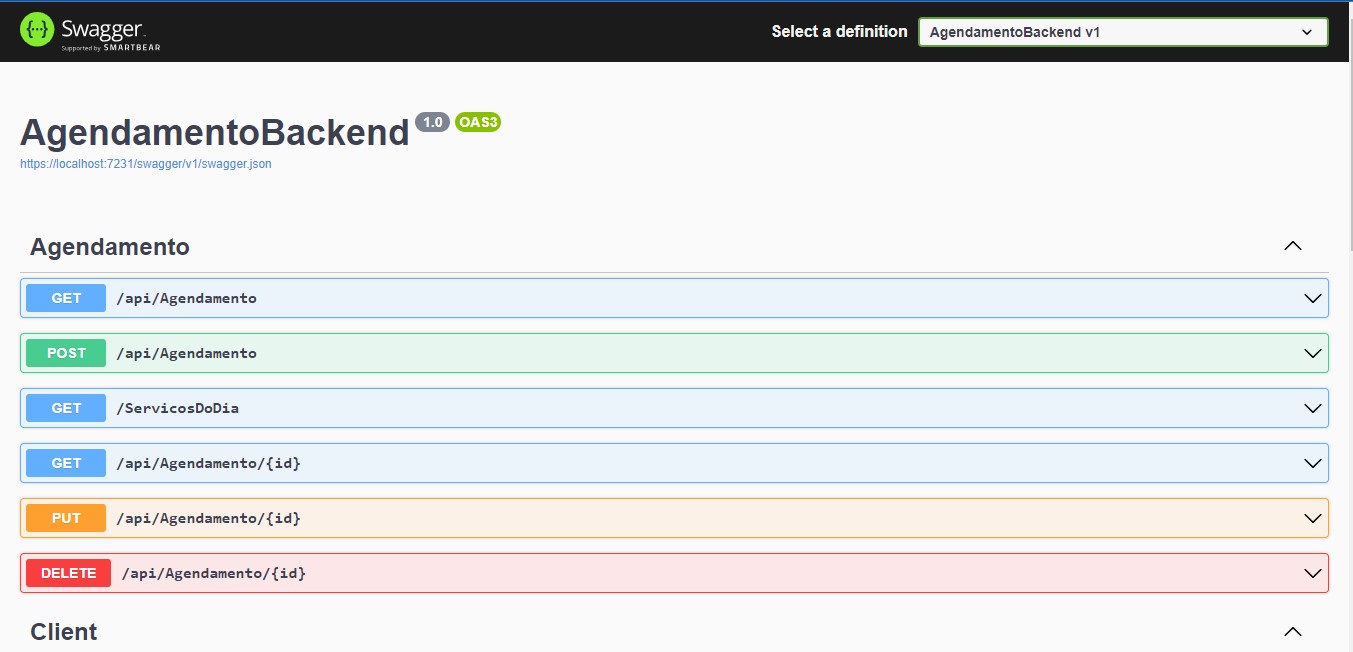 Swagger.
Supported by SMARTBEAR
Select a definition
AgendamentoBackend v1
AgendamentoBackend 1.0 OAS3
https://localhost:7231/swagger/v1/swagger.json
Agendamento
GET /api/Agendamento
POST /api/Agendamento
GET /ServicosDoDia
GET /api/Agendamento/{id}
PUT /api/Agendamento/{id}
DELETE /api/Agendamento/{id}
Client